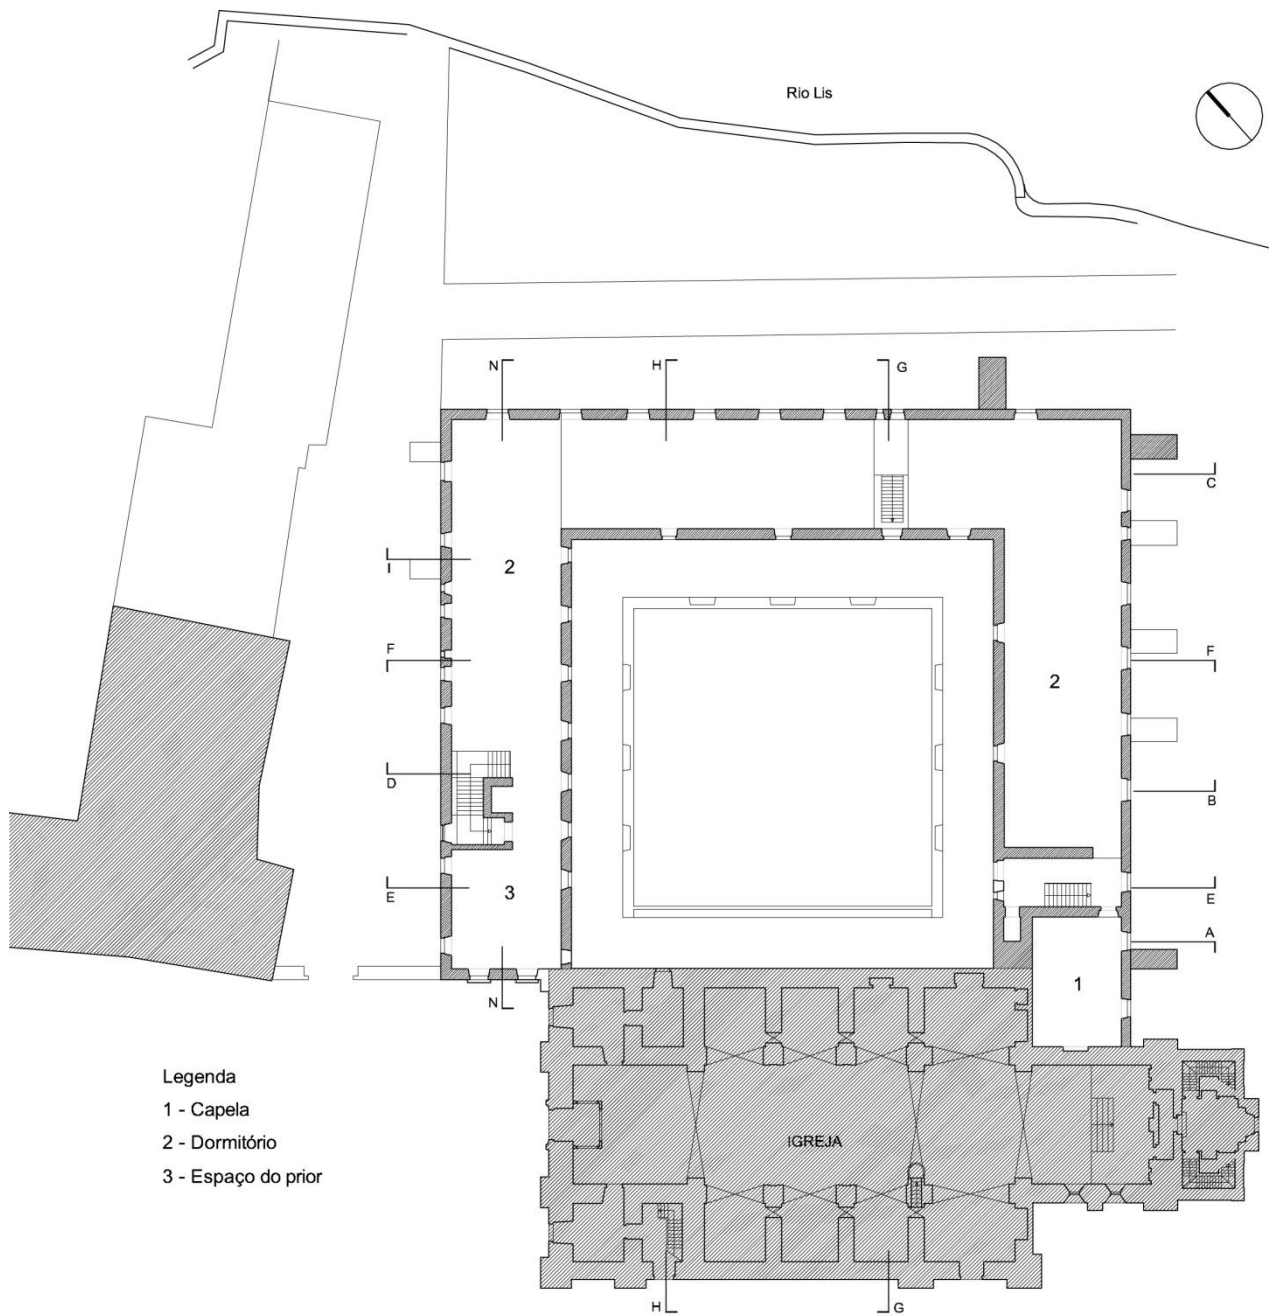 Rio Lis
N
H
G
C
I
2
F
F
2
D
B
E
3
E
A
1
N
Legenda
1 - Capela
2 - Dormitório
3 - Espaço do prior
IGREJA
H
G